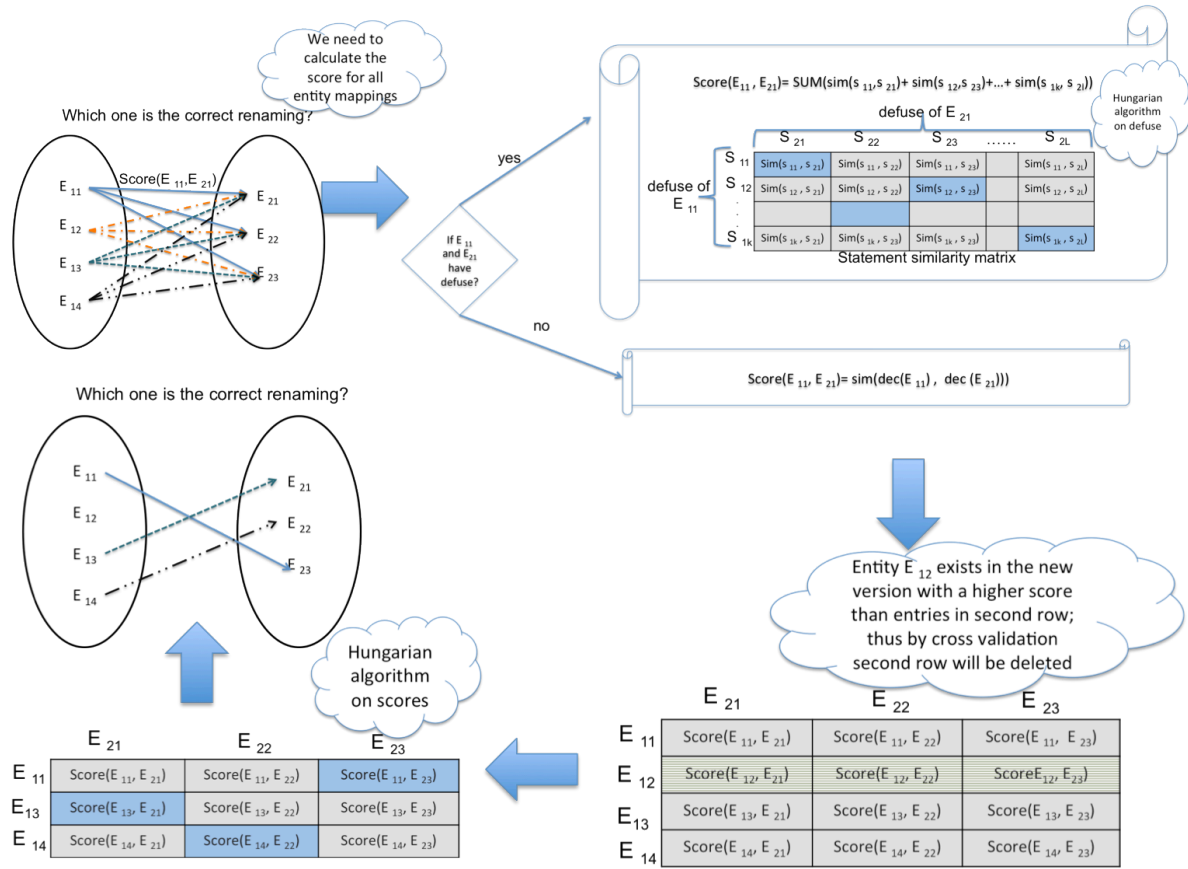 We need to
calculate the
score for all
entity mappings
Which one is the correct renaming?
E 11
E 12
E 13
E 14
Score(E 11,E 21)
E 21
E 22
E 23
If E 11
and E21
have
defuse?
yes
no
Score(E11 , E21)= SUM(sim(s 11,s 21)+ sim(s 12,s 23)+...+ sim(s 1k, s 2l))
Hungarian
algorithm
on defuse
defuse of E 21
S 21 S 22 S 23 ...... S 2L
defuse of
E 11
S 11 Sim(s 11 , s 21) Sim(s 11 , s 22) Sim(s 11 , s 23) Sim(s 11 , s 2l)
S 12 Sim(s 12 , s 21) Sim(s 12 , s 22) Sim(s 12 , s 23) Sim(s 12 , s 2l)
.
.
S 1k Sim(s 1k , s 21) Sim(s 1k , s 23) Sim(s 1k , s 23) Sim(s 1k , s 2l)
Statement similarity matrix
Score(E 11, E 21)= sim(dec(E 11) , dec (E 21)))
Which one is the correct renaming?
E 11
E 12
E 13
E 14
E 21
E 22
E 23
Entity E 12 exists in the new
version with a higher score
than entries in second row;
thus by cross validation
second row will be deleted
E 21 E 22 E 23
E 11 Score(E 11, E 21) Score(E 11, E 22) Score(E 11, E 23)
E 12 Score(E 12, E21) Score(E12, E22) ScoreE12, E23)
E13 Score(E 13, E 21) Score(E 13, E 22) Score(E 13, E 23)
E 14 Score(E 14, E 21) Score(E 14, E 22) Score(E 14, E 23)
Hungarian
algorithm
on scores
E 21 E 22 E 23
E 11 Score(E 11, E 21) Score(E 11, E 22) Score(E 11, E 23)
E13 Score(E 13, E 21) Score(E 13, E 22) Score(E 13, E 23)
E 14 Score(E 14, E 21) Score(E 14, E 22) Score(E 14, E 23)